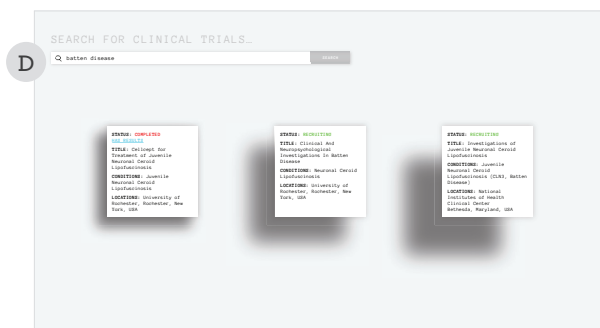 SEARCH FOR CLINICAL TRIALS…
D
batten disease
SEARCH
STATUS: COMPLETED
HAS RESULTS
TITLE: Cellcept for
Treatment of Juvenile
Neuronal Ceroid
Lipofuscinosis
CONDITIONS: Juvenile
Neuronal Ceroid
Lipofuscinosis
LOCATIONS: University of
Rochester, Rochester, New
York, USA
STATUS: RECRUITING
TITLE: Clinical And
Neuropsychological
Investigations In Batten
Disease
CONDITIONS: Neuronal Ceroid
Lipofuscinosis
LOCATIONS: University of
Rochester, Rochester, New
York, USA
STATUS: RECRUITING
TITLE: Investigations of
Juvenile Neuronal Ceroid
Lipofuscinosis
CONDITIONS: Juvenile
Neuronal Ceroid
Lipofuscinosis (CLN3, Batten
Disease)
LOCATIONS: National
Institutes of Health
Clinical Center
Bethesda, Maryland, USA